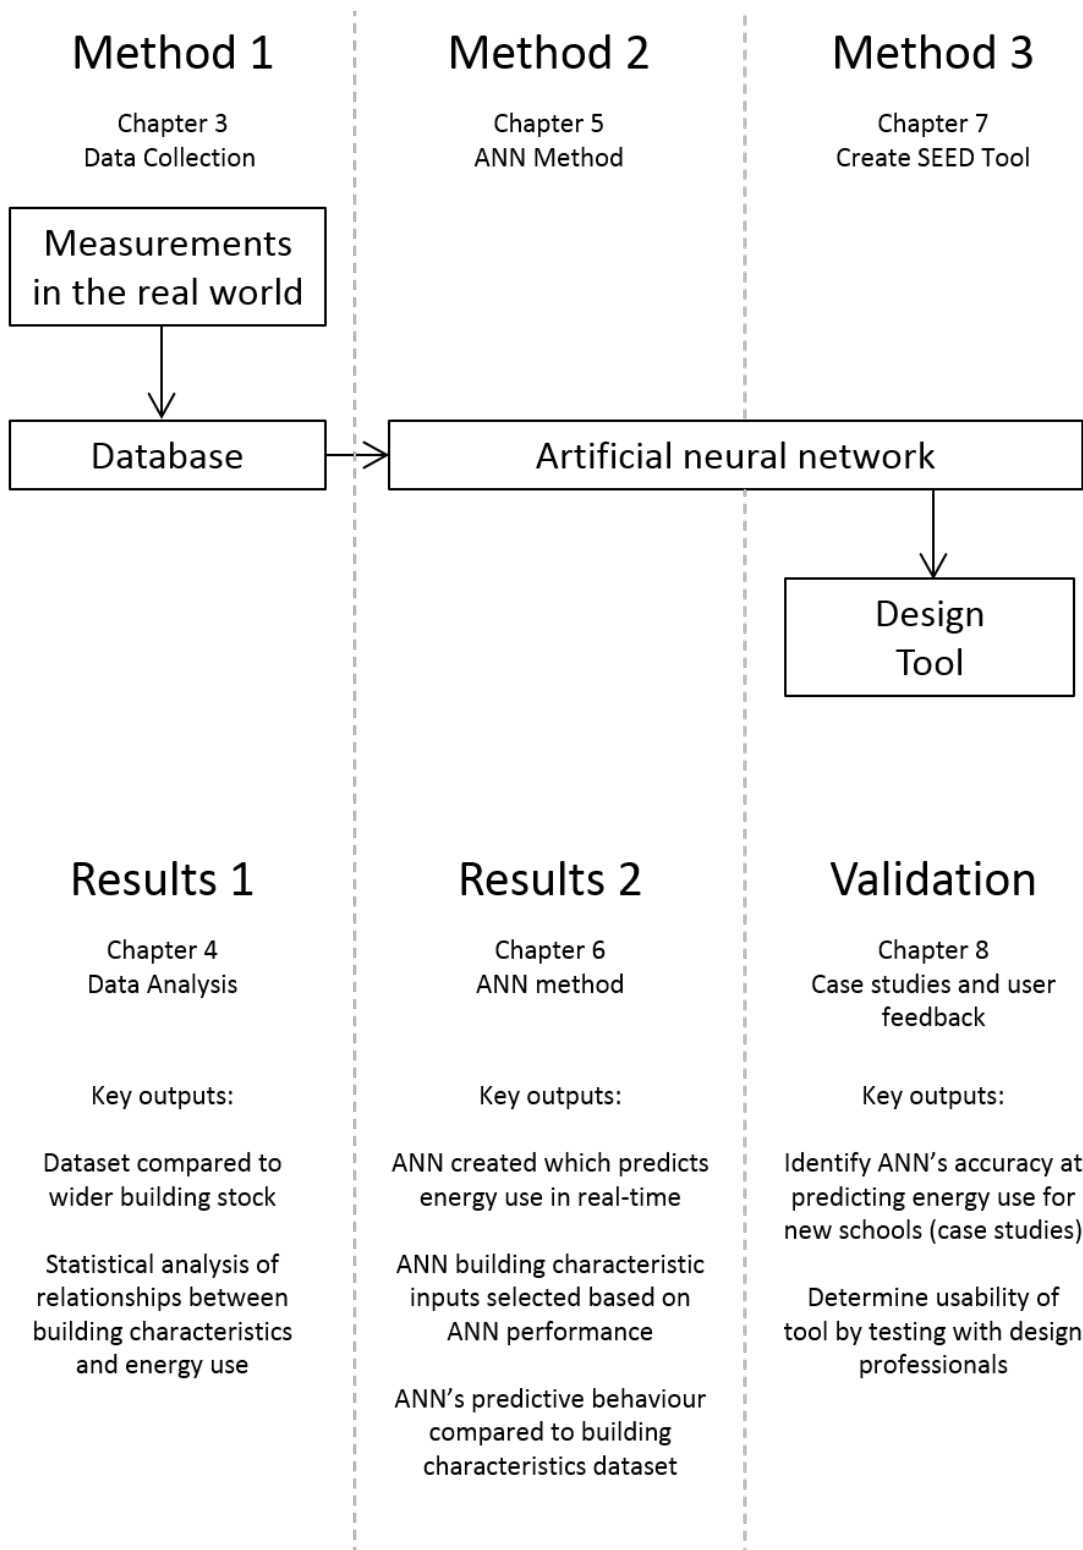 Method 1
Chapter 3
Data Collection
Measurements
in the real world
Database
Method 2
Chapter 5
ANN Method
Method 3
Chapter 7
Create SEED Tool
Artificial neural network
Design
Tool
Results 1
Chapter 4
Data Analysis
Key outputs:
Dataset compared to
wider building stock
Statistical analysis of
relationships between
building characteristics
and energy use
Results 2
Chapter 6
ANN method
Key outputs:
ANN created which predicts
energy use in real-time
ANN building characteristic
inputs selected based on
ANN performance
ANN's predictive behaviour
compared to building
characteristics dataset
Validation
Chapter 8
Case studies and user
feedback
Key outputs:
Identify ANN's accuracy at
predicting energy use for
new schools (case studies)
Determine usability of
tool by testing with design
professionals